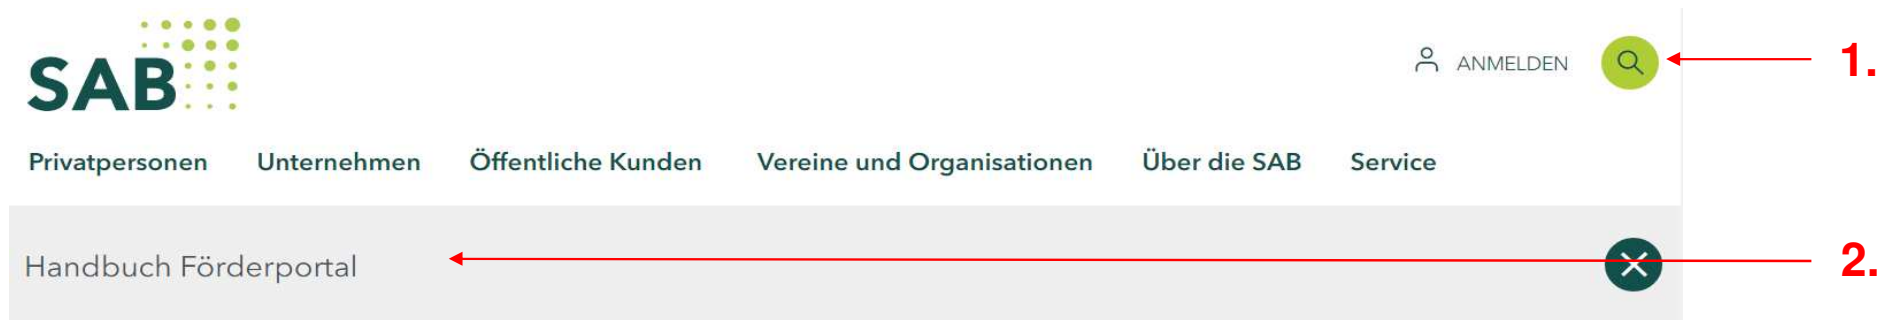 SAB
ANMELDEN
1.
Privatpersonen Unternehmen Öffentliche Kunden Vereine und Organisationen Über die SAB Service
Handbuch Förderportal
2.